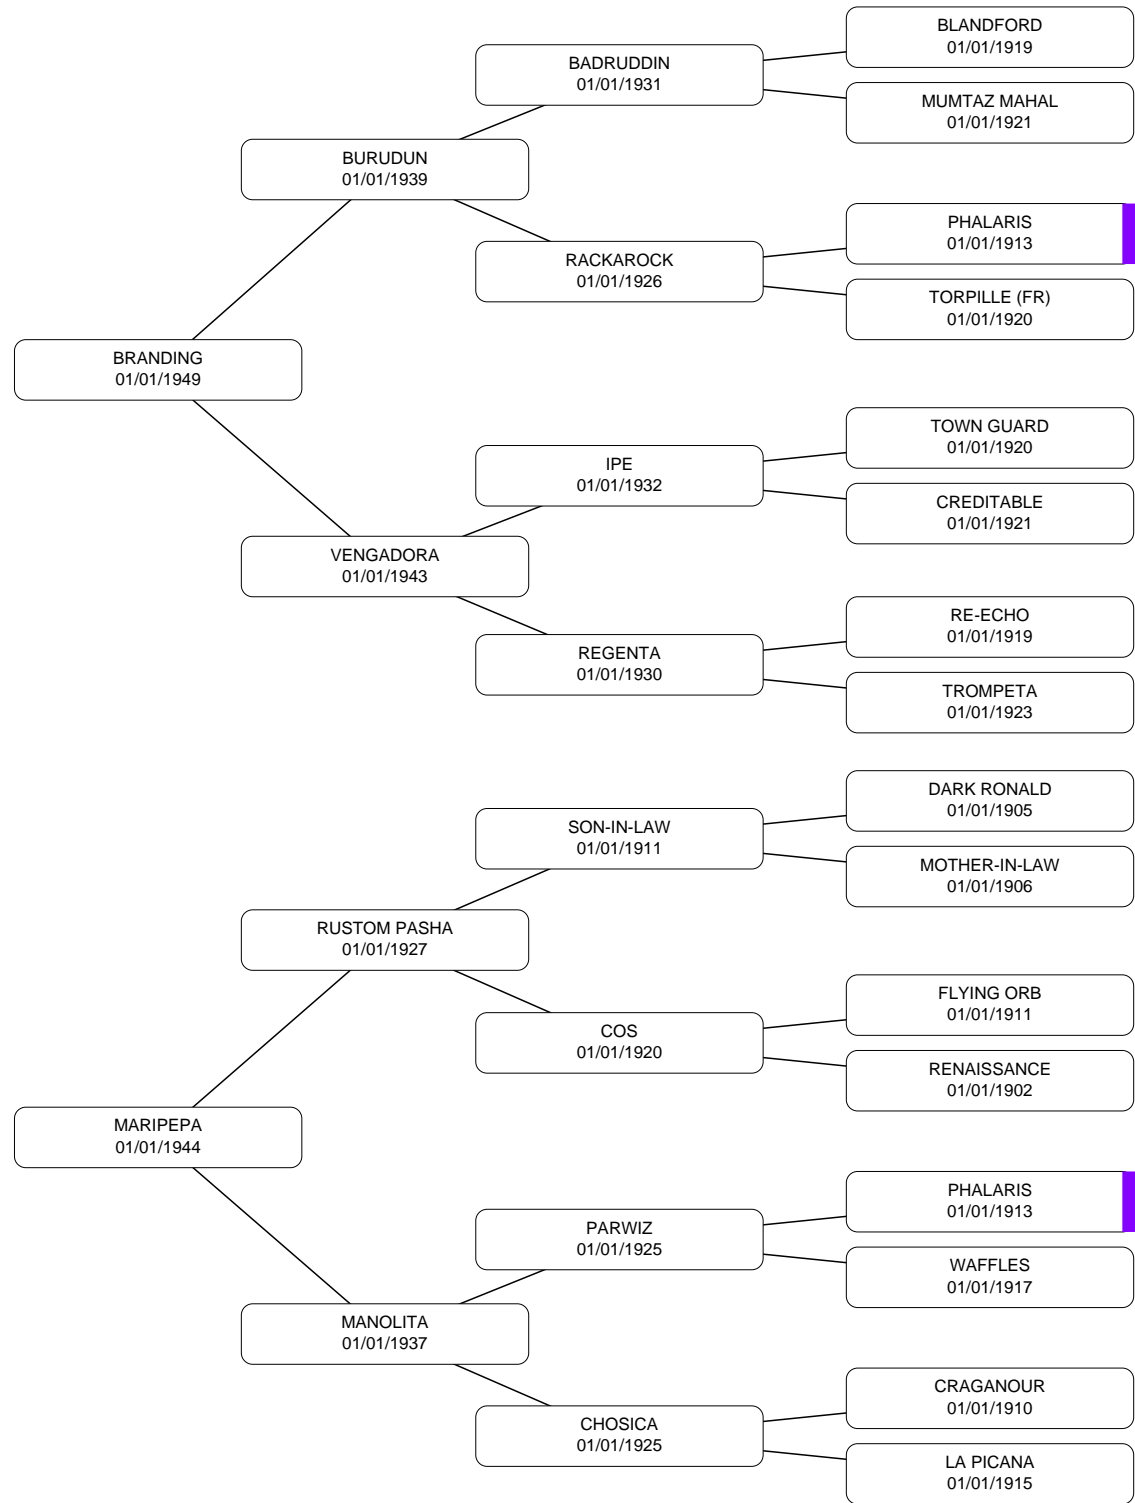 BLANDFORD
01/01/1919
BADRUDDIN
01/01/1931
MUMTAZ MAHAL
01/01/1921
BURUDUN
01/01/1939
PHALARIS
01/01/1913
RACKAROCK
01/01/1926
TORPILLE (FR)
01/01/1920
BRANDING
01/01/1949
TOWN GUARD
01/01/1920
IPE
01/01/1932
CREDITABLE
01/01/1921
VENGADORA
01/01/1943
RE-ECHO
01/01/1919
REGENTA
01/01/1930
TROMPETA
01/01/1923
DARK RONALD
01/01/1905
SON-IN-LAW
01/01/1911
MOTHER-IN-LAW
01/01/1906
RUSTOM PASHA
01/01/1927
FLYING ORB
01/01/1911
COS
01/01/1920
RENAISSANCE
01/01/1902
MARIPEPA
01/01/1944
PHALARIS
01/01/1913
PARWIZ
01/01/1925
WAFFLES
01/01/1917
MANOLITA
01/01/1937
CRAGANOUR
01/01/1910
CHOSICA
01/01/1925
LA PICANA
01/01/1915